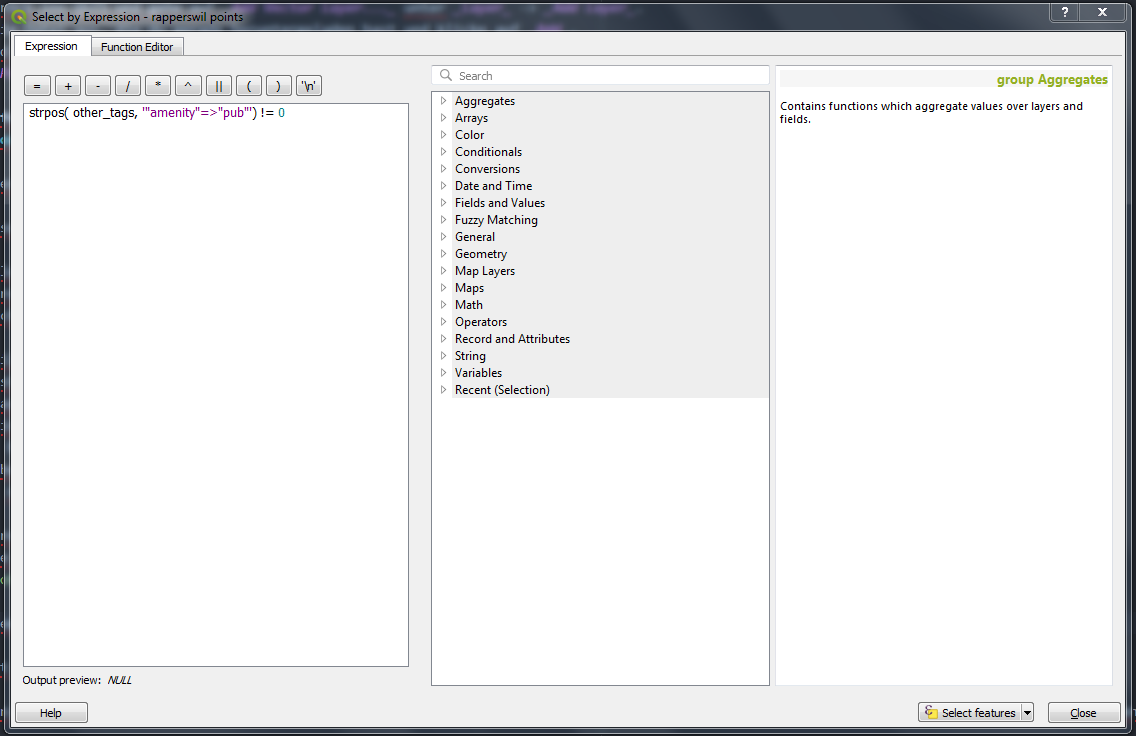 Select by Expression - rapperswil points
? X
Expression Function Editor
= + - / * ^ || ( ) '\n'
Search
group Aggregates
strpos( other_tags, '"amenity"=>"pub"') != 0
Aggregates
Arrays
Color
Conditionals
Conversions
Date and Time
Fields and Values
Fuzzy Matching
General
Geometry
Map Layers
Maps
Math
Operators
Record and Attributes
String
Variables
Recent (Selection)
Contains functions which aggregate values over layers and
fields.
Output preview: NULL
Help
Select features
Close